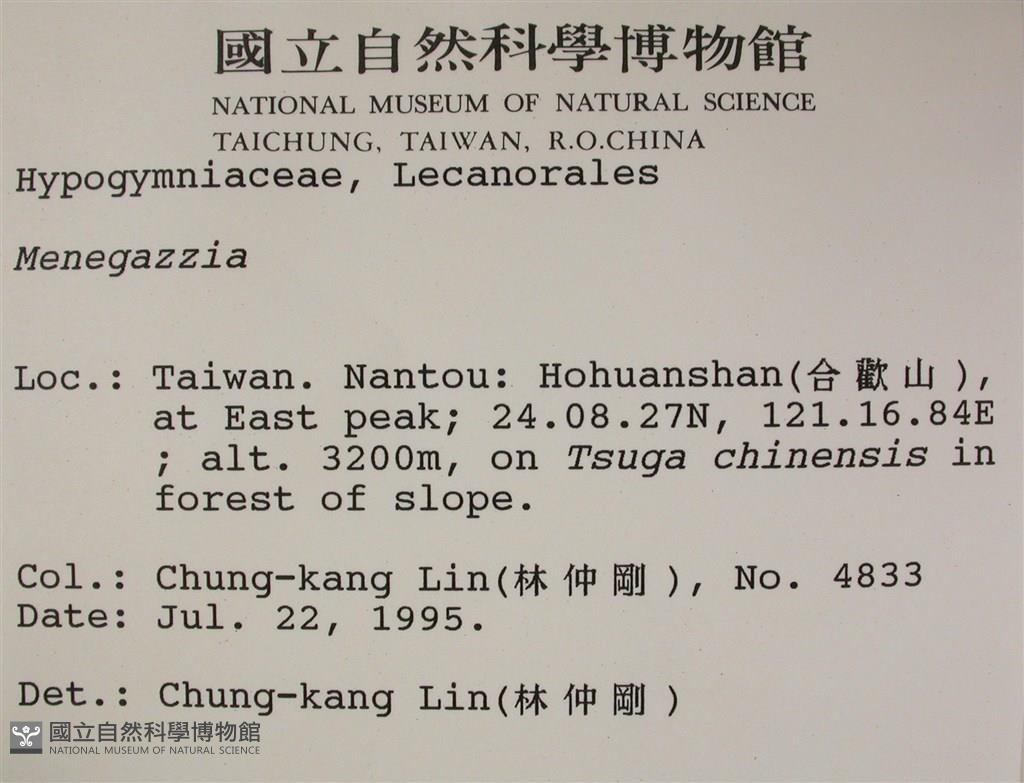 國立自然科學博物館
NATIONAL MUSEUM OF NATURAL SCIENCE
TAICHUNG, TAIWAN, R.O.CHINA
Hypogymniaceae, Lecanorales
Menegazzia
Loc.: Taiwan. Nantou: Hohuanshan(合歡山),
at East peak; 24.08.27N, 121.16.84E
; alt. 3200m, on Tsuga chinensis in
forest of slope.
Col.: Chung-kang Lin(林仲剛), No. 4833
Date: Jul. 22, 1995.
Det.: Chung-kang Lin(林仲剛)
國立自然科學博物館
NATIONAL MUSEUM OF NATURAL SCIENCE